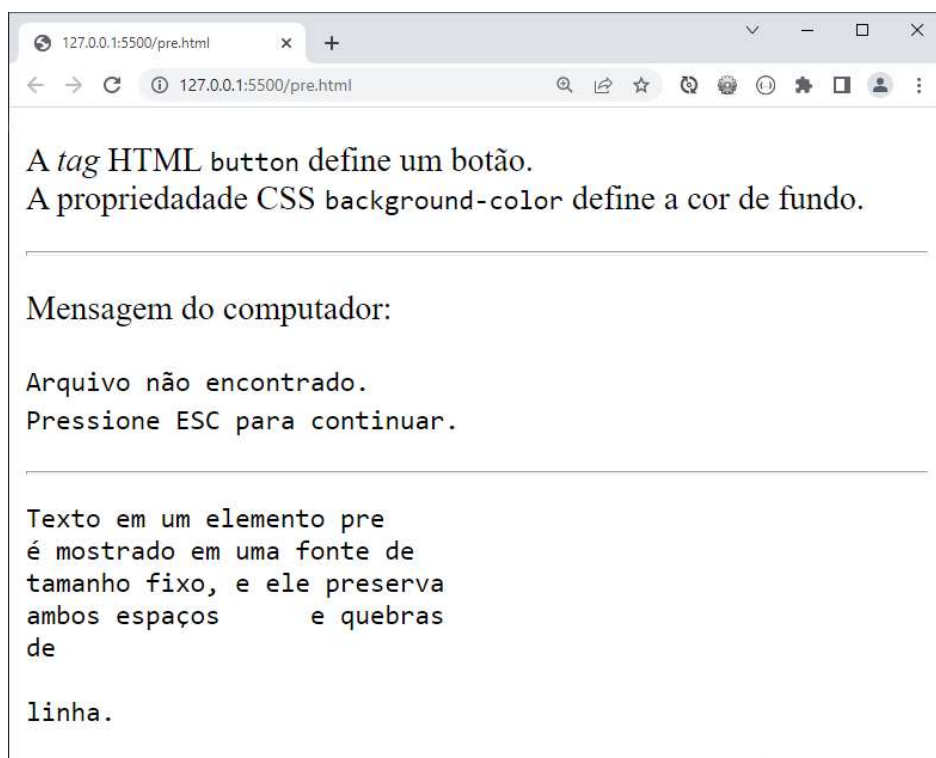 127.0.0.1:5500/pre.html
127.0.0.1:5500/pre.html
A tag HTML button define um botão.
A propriedadade CSS background-color define a cor de fundo.
Mensagem do computador:
Arquivo não encontrado.
Pressione ESC para continuar.
Texto em um elemento pre
é mostrado em uma fonte de
tamanho fixo, e ele preserva
ambos espaços      e quebras
de
linha.